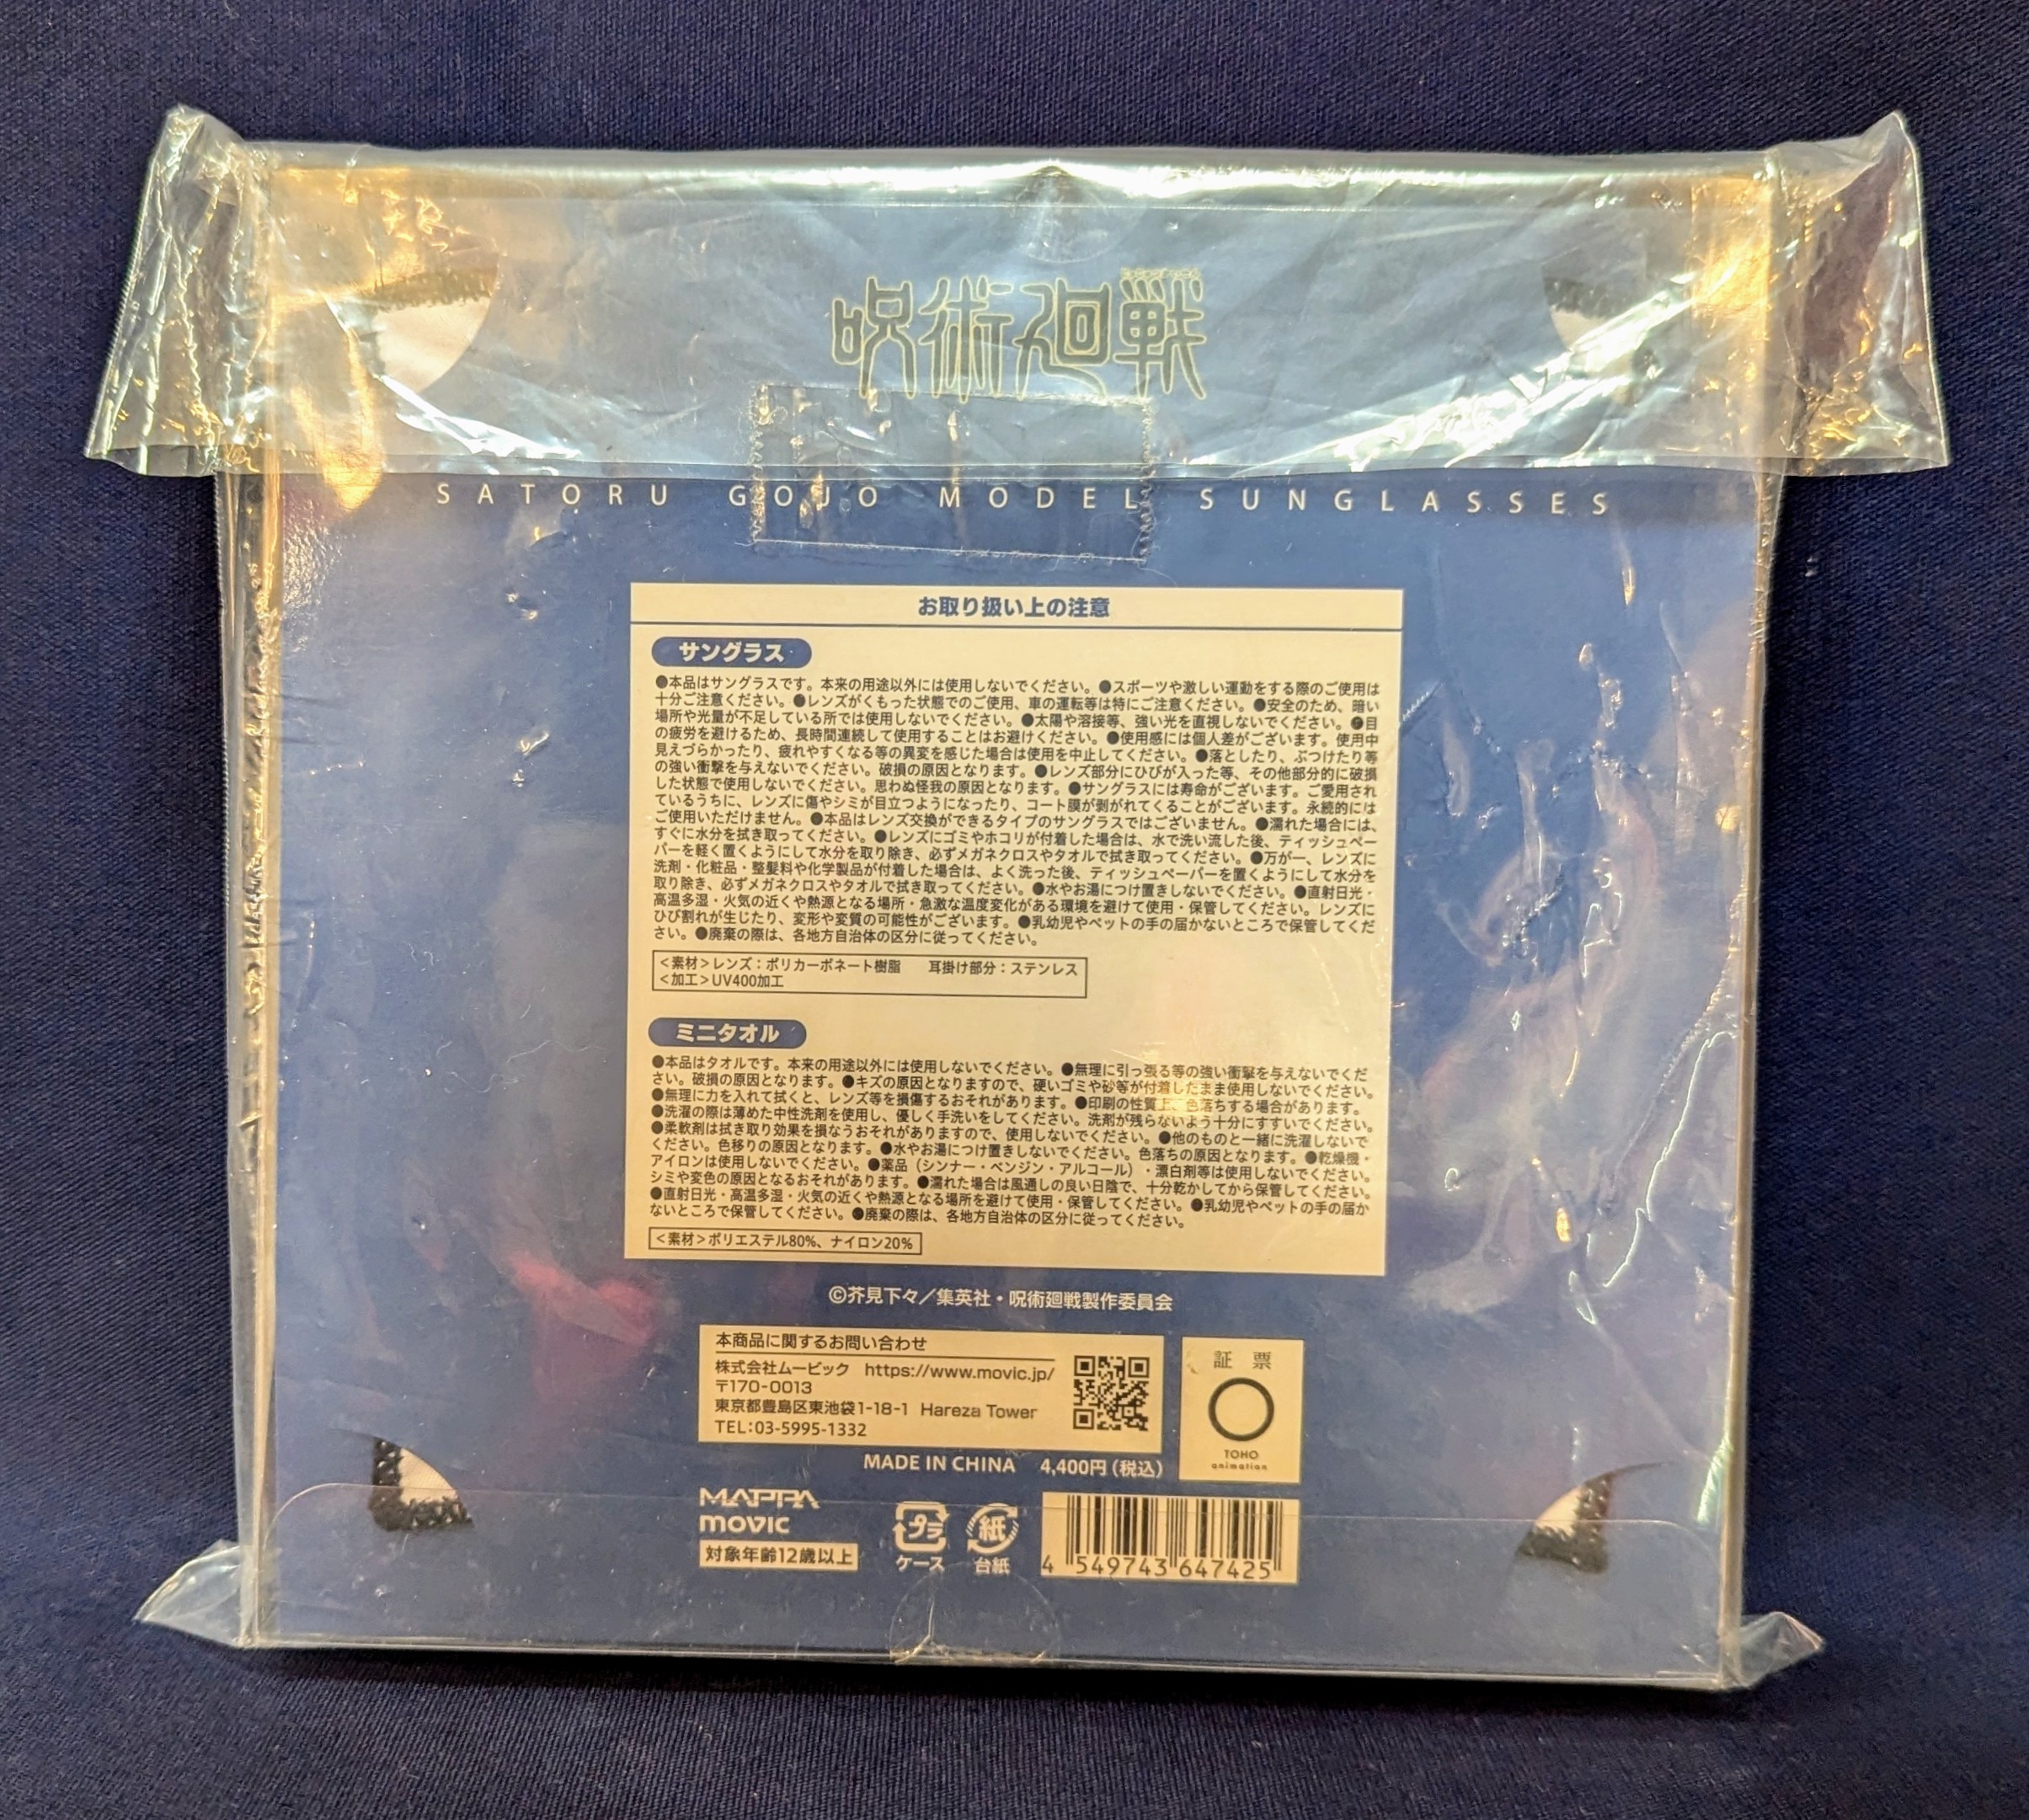 呪術廻戦
SATORU GOJO MODEL SUNGLASSES
お取り扱い上の注意
サングラス
●本品はサングラスです。本来の用途以外には使用しないでください。●スポーツや激しい運動をする際のご使用は
十分ご注意ください。●レンズがくもった状態でのご使用、車の運転等は特にご注意ください。●安全のため、暗い
場所や光量が不足している所では使用しないでください。●太陽や溶接等、強い光を直視しないでください。●目
の疲労を避けるため、長時間連続して使用することはお避けください。●使用感には個人差がございます。使用中
見えづらかったり、疲れやすくなる等の異変を感じた場合は使用を中止してください。●落としたり、ぶつけたり等
の強い衝撃を与えないでください。破損の原因となります。●レンズ部分にひびが入った等、その他部分的に破損
した状態で使用しないでください。思わぬ怪我の原因となります。●サングラスには寿命がございます。ご愛用され
ているうちに、レンズに傷やシミが目立つようになったり、コート膜が剥がれてくることがございます。永続的には
ご使用いただけません。●本品はレンズ交換ができるタイプのサングラスではございません。●濡れた場合には、
すぐに水分を拭き取ってください。●レンズにゴミやホコリが付着した場合は、水で洗い流した後、ティッシュペー
パーを軽く置くようにして水分を取り除き、必ずメガネクロスやタオルで拭き取ってください。●万が一、レンズに
洗剤・化粧品・整髪料や化学製品が付着した場合は、よく洗った後、ティッシュペーパーを置くようにして水分を
取り除き、必ずメガネクロスやタオルで拭き取ってください。●水やお湯につけ置きしないでください。●直射日光・
高温多湿・火気の近くや熱源となる場所・急激な温度変化がある環境を避けて使用・保管してください。レンズに
ひび割れが生じたり、変形や変質の可能性がございます。●乳幼児やペットの手の届かないところで保管してくだ
さい。●廃棄の際は、各地方自治体の区分に従ってください。
<素材>レンズ：ポリカーボネート樹脂　耳掛け部分：ステンレス
<加工>UV400加工
ミニタオル
●本品はタオルです。本来の用途以外には使用しないでください。●無理に引っ張る等の強い衝撃を与えないでくだ
さい。破損の原因となります。●キズの原因となりますので、硬いゴミや砂等が付着したまま使用しないでください。
●無理に力を入れて拭くと、レンズ等を損傷するおそれがあります。●印刷の性質上、色落ちする場合があります。
●洗濯の際は薄めた中性洗剤を使用し、優しく手洗いをしてください。洗剤が残らないよう十分にすすいでください。
●柔軟剤は拭き取り効果を損なうおそれがありますので、使用しないでください。●他のものと一緒に洗濯しないで
ください。色移りの原因となります。●水やお湯につけ置きしないでください。色落ちの原因となります。●乾燥機・
アイロンは使用しないでください。●薬品（シンナー・ベンジン・アルコール）・漂白剤等は使用しないでください。
シミや変色の原因となるおそれがあります。●濡れた場合は風通しの良い日陰で、十分乾かしてから保管してください。
●直射日光・高温多湿・火気の近くや熱源となる場所を避けて使用・保管してください。●乳幼児やペットの手の届か
ないところで保管してください。●廃棄の際は、各地方自治体の区分に従ってください。
<素材>ポリエステル80%、ナイロン20%
©芥見下々／集英社・呪術廻戦製作委員会
本商品に関するお問い合わせ
株式会社ムービック　https://www.movic.jp/
〒170-0013
東京都豊島区東池袋1-18-1 Hareza Tower
TEL:03-5995-1332
証票
TOHO
animation
MADE IN CHINA　4,400円（税込）
MAPPA
movic
対象年齢12歳以上
プラ
ケース
紙
台紙
4 549743 647425